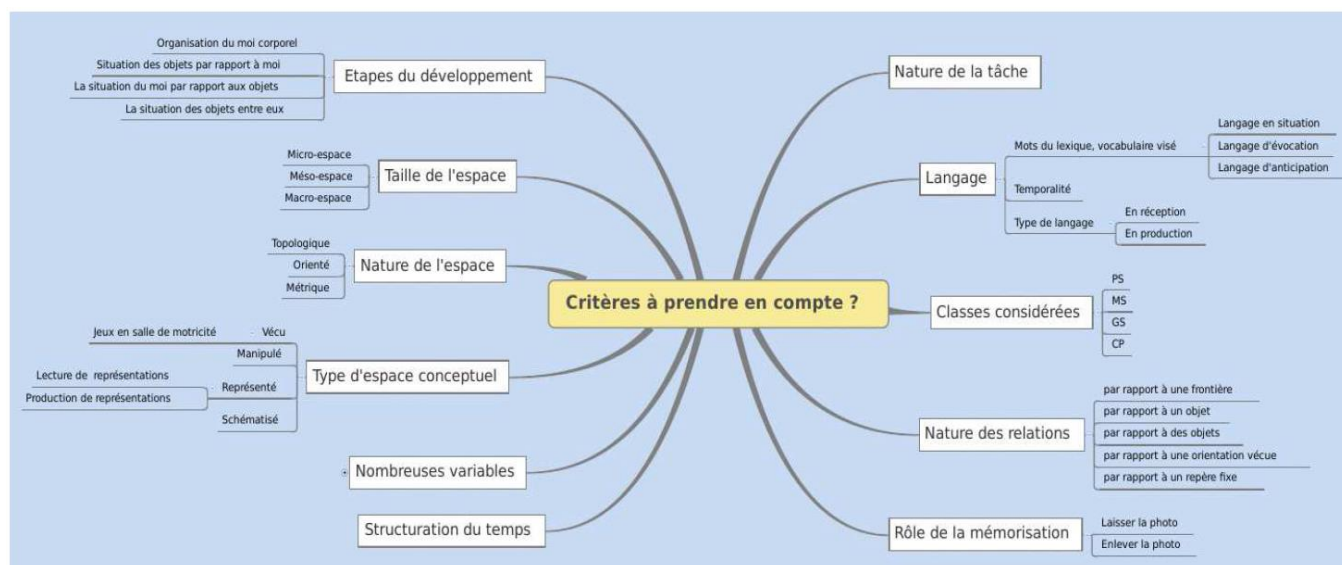 Critères à prendre en compte ?
Etapes du développement
Organisation du moi corporel
Situation des objets par rapport à moi
La situation du moi par rapport aux objets
La situation des objets entre eux
Taille de l'espace
Micro-espace
Méso-espace
Macro-espace
Nature de l'espace
Topologique
Orienté
Métrique
Type d'espace conceptuel
Vécu
Jeux en salle de motricité
Manipulé
Représenté
Lecture de représentations
Production de représentations
Schématisé
Nombreuses variables
Structuration du temps
Nature de la tâche
Langage
Mots du lexique, vocabulaire visé
Langage en situation
Langage d'évocation
Langage d'anticipation
Temporalité
Type de langage
En réception
En production
Classes considérées
PS
MS
GS
CP
Nature des relations
par rapport à une frontière
par rapport à un objet
par rapport à des objets
par rapport à une orientation vécue
par rapport à un repère fixe
Rôle de la mémorisation
Laisser la photo
Enlever la photo